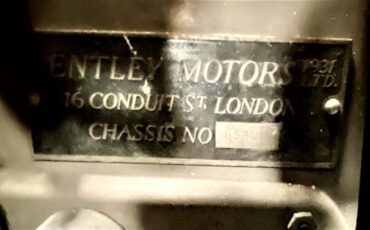 ENTLEY MOTORS 1931 LTD.
16 CONDUIT ST. LONDON
CHASSIS NO